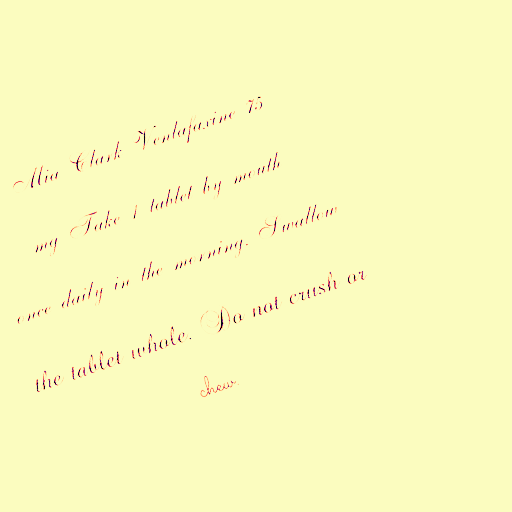 Mia Clark Venlafaxine 75
mg Take 1 tablet by mouth
once daily in the morning. Swallow
the tablet whole. Do not crush or
chew